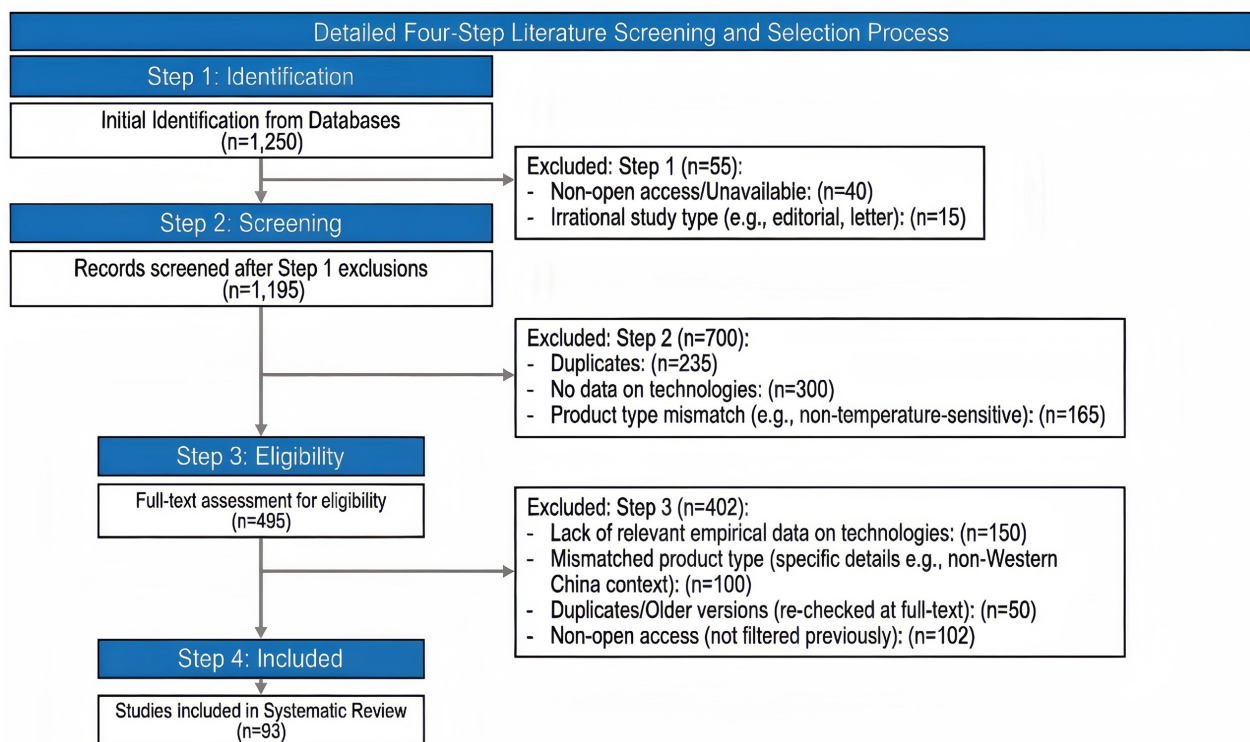 Detailed Four-Step Literature Screening and Selection Process
Step 1: Identification
Initial Identification from Databases
(n=1,250)
Excluded: Step 1 (n=55):
- Non-open access/Unavailable: (n=40)
- Irrational study type (e.g., editorial, letter): (n=15)
Step 2: Screening
Records screened after Step 1 exclusions
(n=1,195)
Excluded: Step 2 (n=700):
- Duplicates: (n=235)
- No data on technologies: (n=300)
- Product type mismatch (e.g., non-temperature-sensitive): (n=165)
Step 3: Eligibility
Full-text assessment for eligibility
(n=495)
Excluded: Step 3 (n=402):
- Lack of relevant empirical data on technologies: (n=150)
- Mismatched product type (specific details e.g., non-Western
China context): (n=100)
- Duplicates/Older versions (re-checked at full-text): (n=50)
- Non-open access (not filtered previously): (n=102)
Step 4: Included
Studies included in Systematic Review
(n=93)